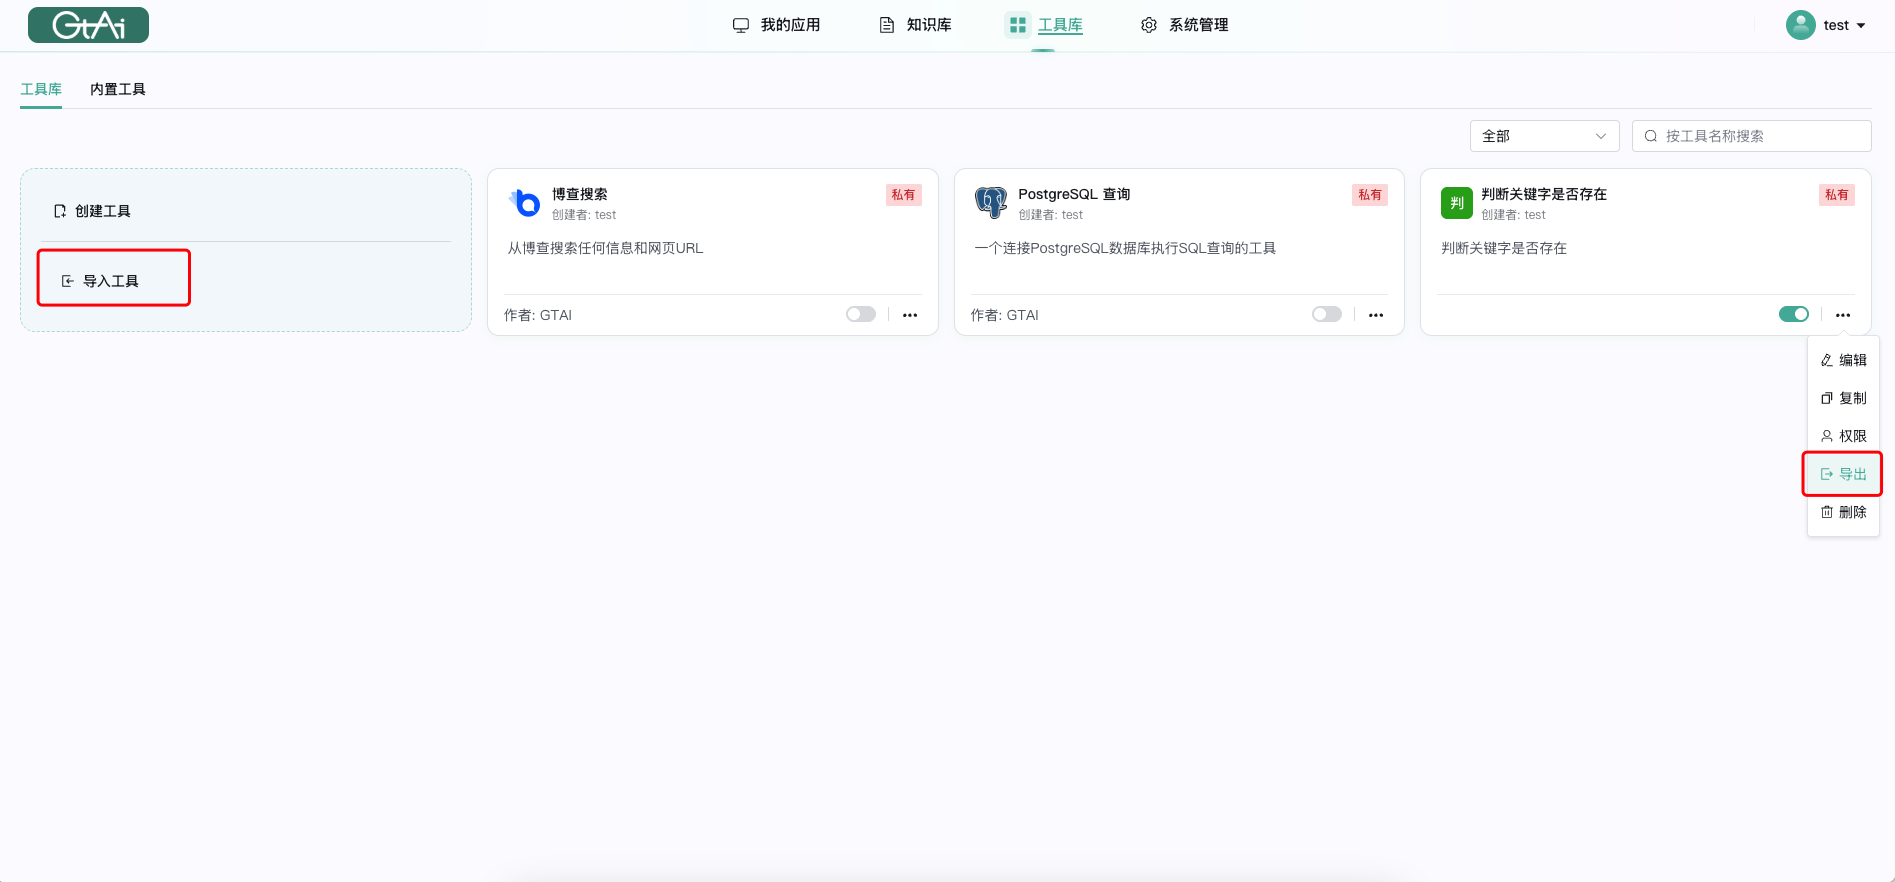 GtAi
我的应用
知识库
工具库
系统管理
test
工具库
内置工具
全部
按工具名称搜索
创建工具
导入工具
博查搜索
创建者: test
私有
从博查搜索任何信息和网页URL
作者: GTAI
PostgreSQL 查询
创建者: test
私有
一个连接PostgreSQL数据库执行SQL查询的工具
作者: GTAI
判
判断关键字是否存在
创建者: test
私有
判断关键字是否存在
编辑
复制
权限
导出
删除